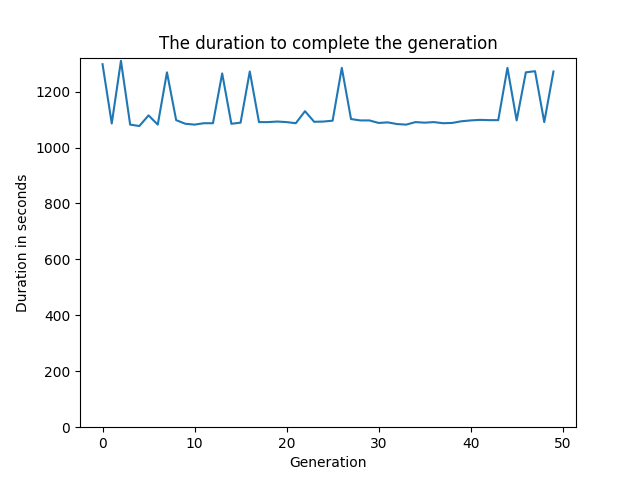 The duration to complete the generation
1200
1000
800
600
400
200
0
Duration in seconds
0 10 20 30 40 50
Generation